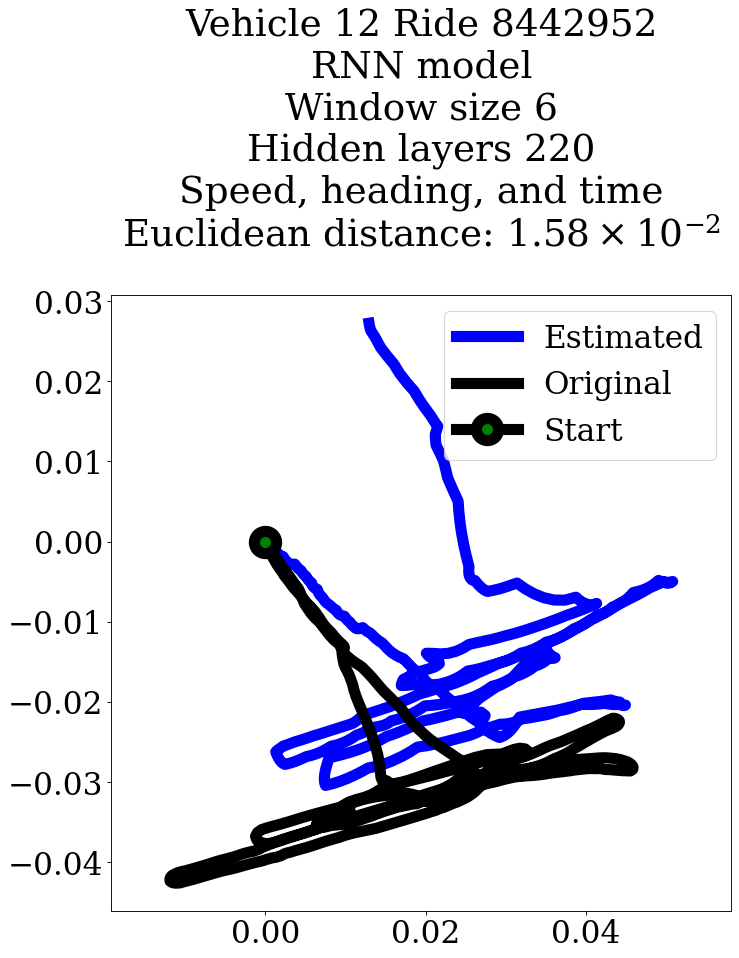 Vehicle 12 Ride 8442952
RNN model
Window size 6
Hidden layers 220
Speed, heading, and time
Euclidean distance: 1.58 × 10⁻²
Estimated
Original
Start
0.03
0.02
0.01
0.00
−0.01
−0.02
−0.03
−0.04
0.00 0.02 0.04